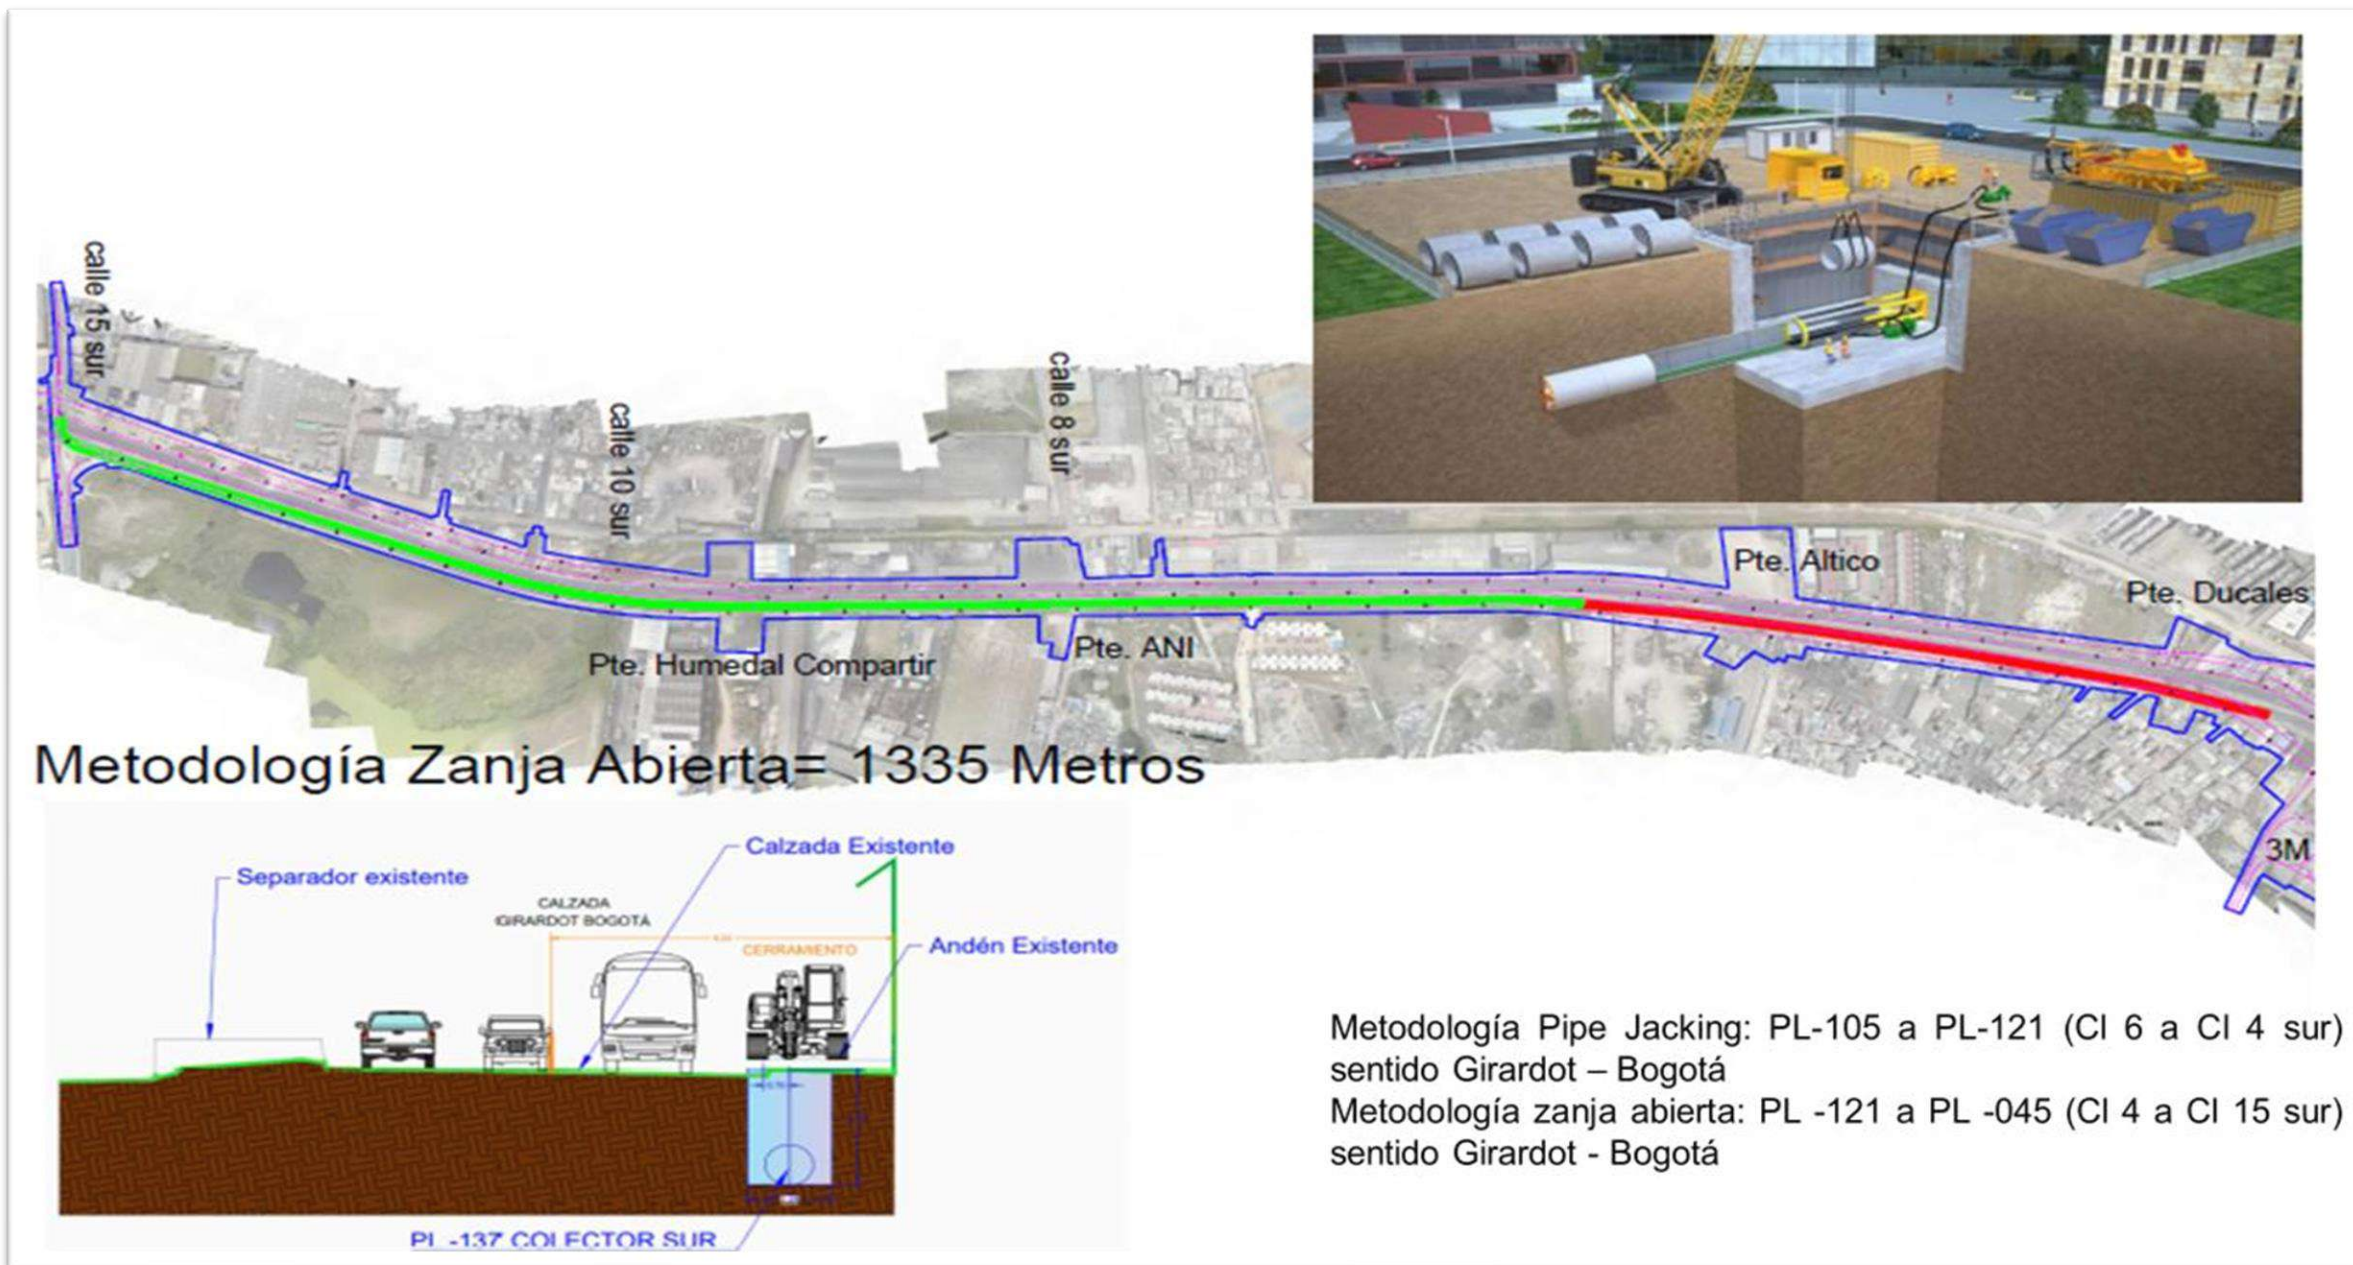 calle 15 sur
calle 10 sur
calle 8 sur
Pte. Altico
Pte. Ducales
Pte. Humedal Compartir
Pte. ANI
3M
Metodología Zanja Abierta= 1335 Metros
Calzada Existente
Separador existente
CALZADA
GIRARDOT BOGOTÁ
CERRAMIENTO
Andén Existente
PL -137 COLECTOR SUR
Metodología Pipe Jacking: PL-105 a PL-121 (Cl 6 a Cl 4 sur)
sentido Girardot – Bogotá
Metodología zanja abierta: PL -121 a PL -045 (Cl 4 a Cl 15 sur)
sentido Girardot - Bogotá